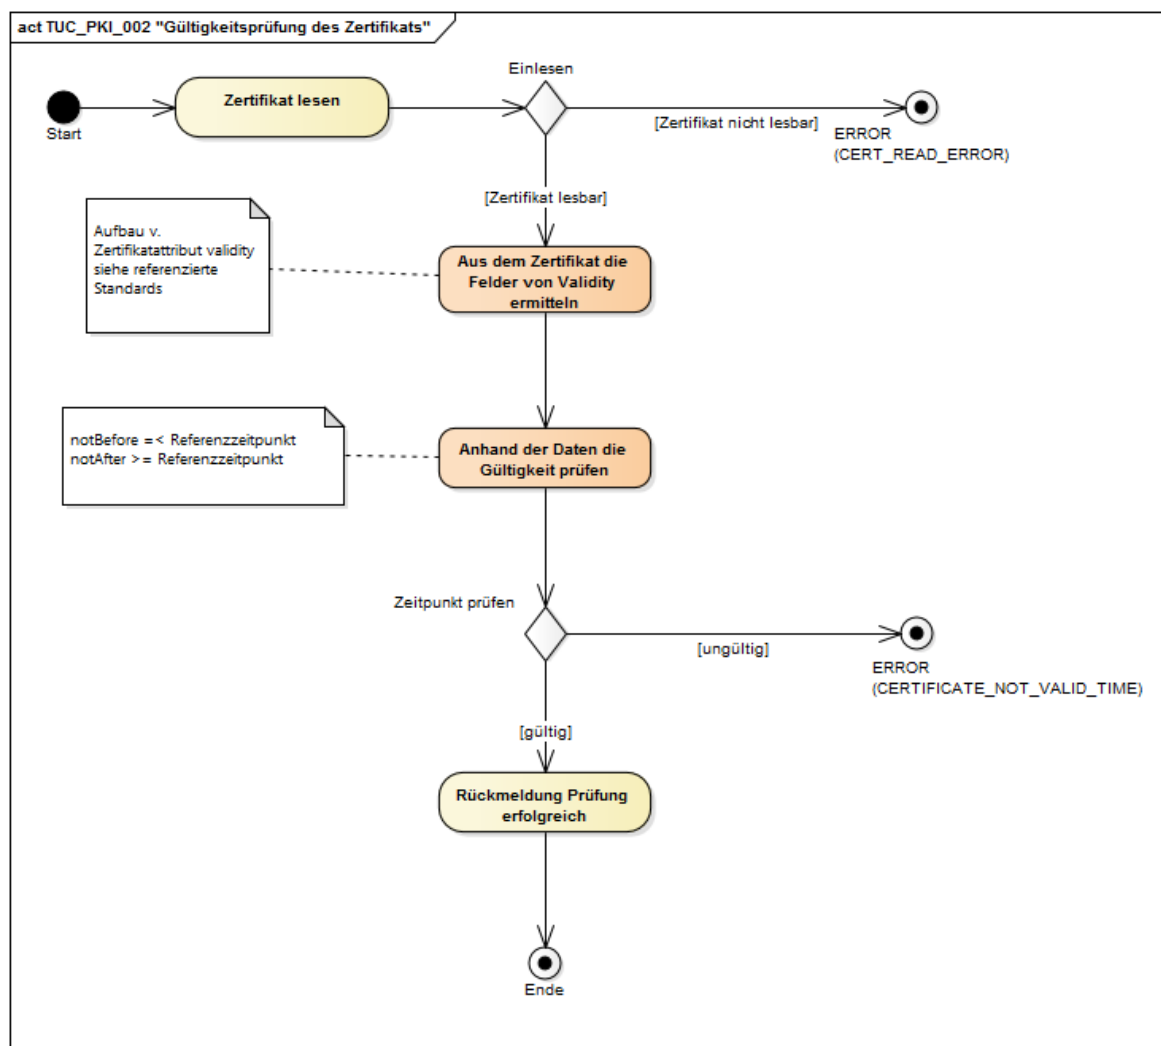 act TUC_PKI_002 "Gültigkeitsprüfung des Zertifikats"
Einlesen
Zertifikat lesen
Start
[Zertifikat nicht lesbar]
ERROR
(CERT_READ_ERROR)
[Zertifikat lesbar]
Aufbau v.
Zertifikatattribut validity
siehe referenzierte
Standards
Aus dem Zertifikat die
Felder von Validity
ermitteln
notBefore =< Referenzzeitpunkt
notAfter >= Referenzzeitpunkt
Anhand der Daten die
Gültigkeit prüfen
Zeitpunkt prüfen
[ungültig]
ERROR
(CERTIFICATE_NOT_VALID_TIME)
[gültig]
Rückmeldung Prüfung
erfolgreich
Ende